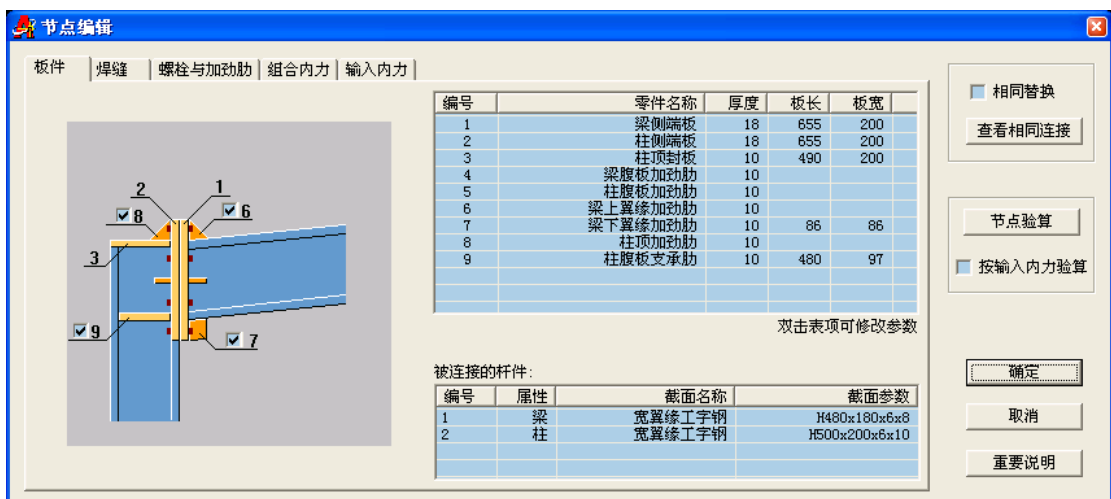 节点编辑
板件 焊缝 螺栓与加劲肋 组合内力 输入内力
2 1
8 6
3
9 7
编号 零件名称 厚度 板长 板宽
1 梁侧端板 18 655 200
2 柱侧端板 18 655 200
3 柱顶封板 10 490 200
4 梁腹板加劲肋 10
5 柱腹板加劲肋 10
6 梁上翼缘加劲肋 10
7 梁下翼缘加劲肋 10 86 86
8 柱顶加劲肋 10
9 柱腹板支承肋 10 480 97
双击表项可修改参数
被连接的杆件:
编号 属性 截面名称 截面参数
1 梁 宽翼缘工字钢 H480x180x6x8
2 柱 宽翼缘工字钢 H500x200x6x10
相同替换
查看相同连接
节点验算
按输入内力验算
确定
取消
重要说明